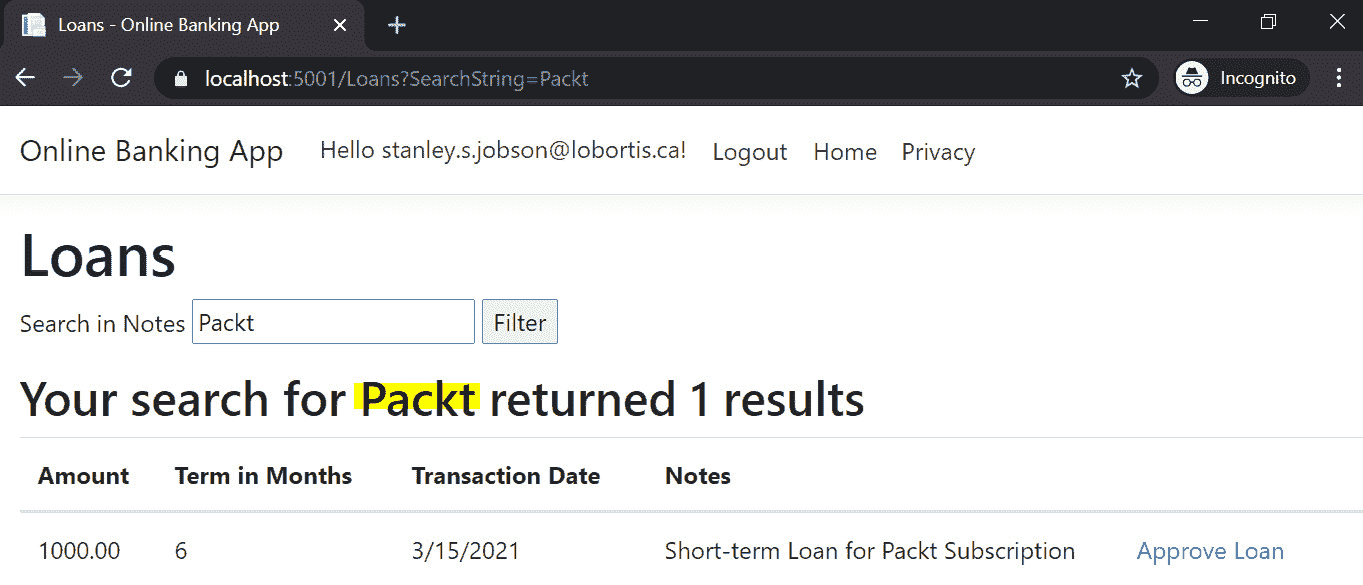 Loans - Online Banking App
localhost:5001/Loans?SearchString=Packt Incognito
Online Banking App Hello stanley.s.jobson@lobortis.ca! Logout Home Privacy
Loans
Search in Notes Packt Filter
Your search for Packt returned 1 results
Amount Term in Months Transaction Date Notes
1000.00 6 3/15/2021 Short-term Loan for Packt Subscription Approve Loan